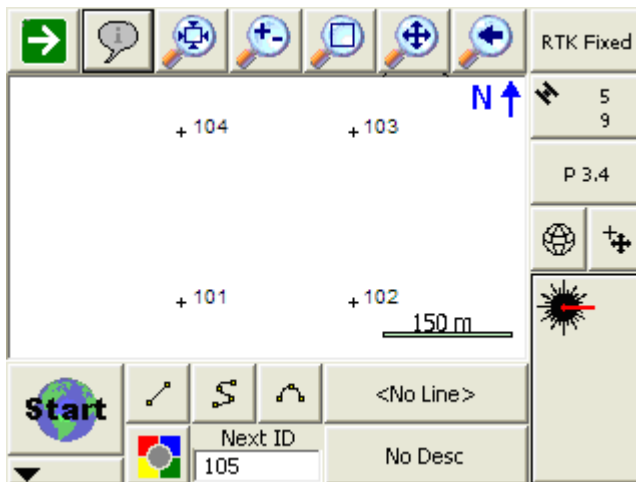 RTK Fixed
N
5
9
104
103
P 3.4
101
102
150 m
Start
<No Line>
Next ID
105
No Desc